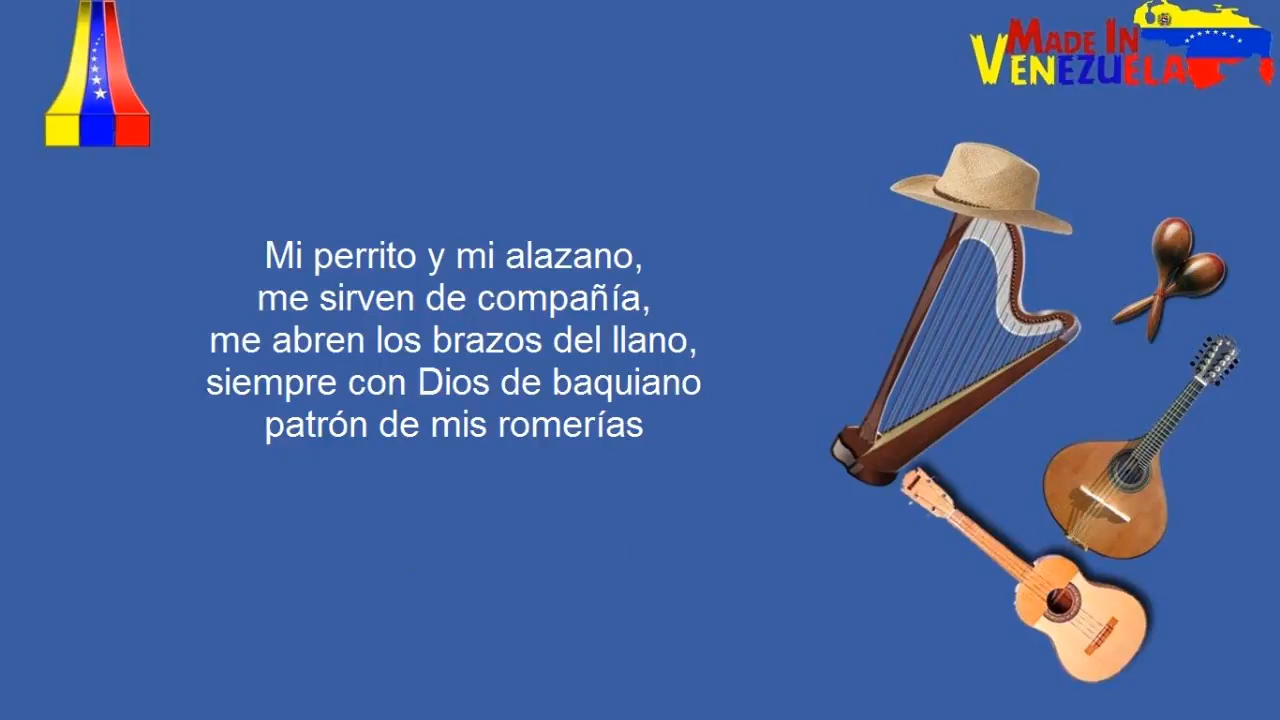 MADE IN
VENEZUELA
Mi perrito y mi alazano,
me sirven de compañía,
me abren los brazos del llano,
siempre con Dios de baquiano
patrón de mis romerías